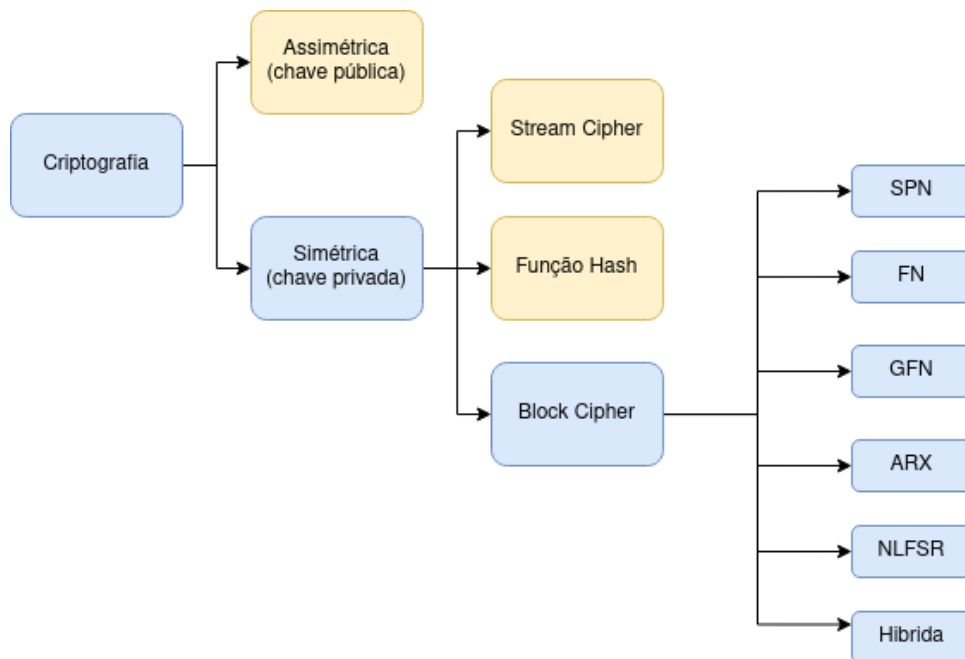 Criptografia
Assimétrica
(chave pública)
Simétrica
(chave privada)
Stream Cipher
Função Hash
Block Cipher
SPN
FN
GFN
ARX
NLFSR
Hibrida